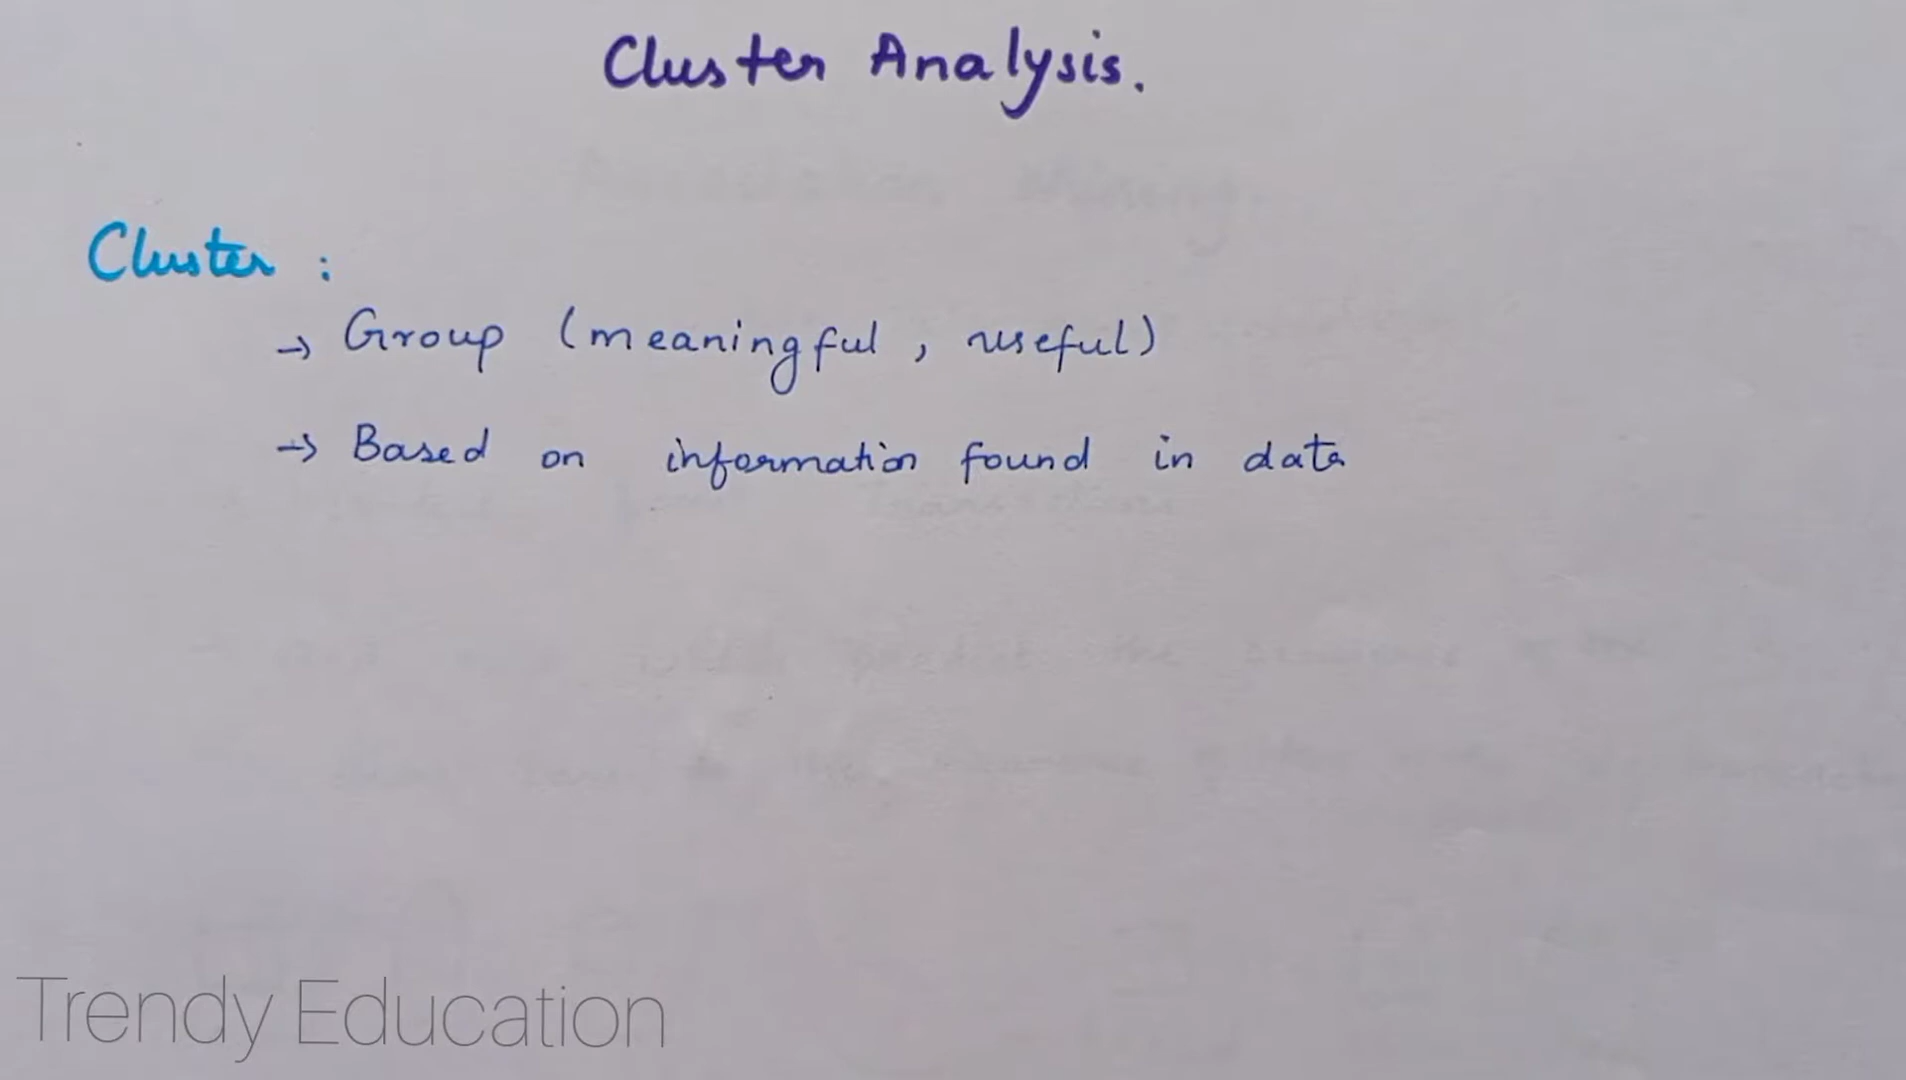 Cluster Analysis.
Cluster :
→ Group (meaningful, useful)
→ Based on information found in data
Trendy Education